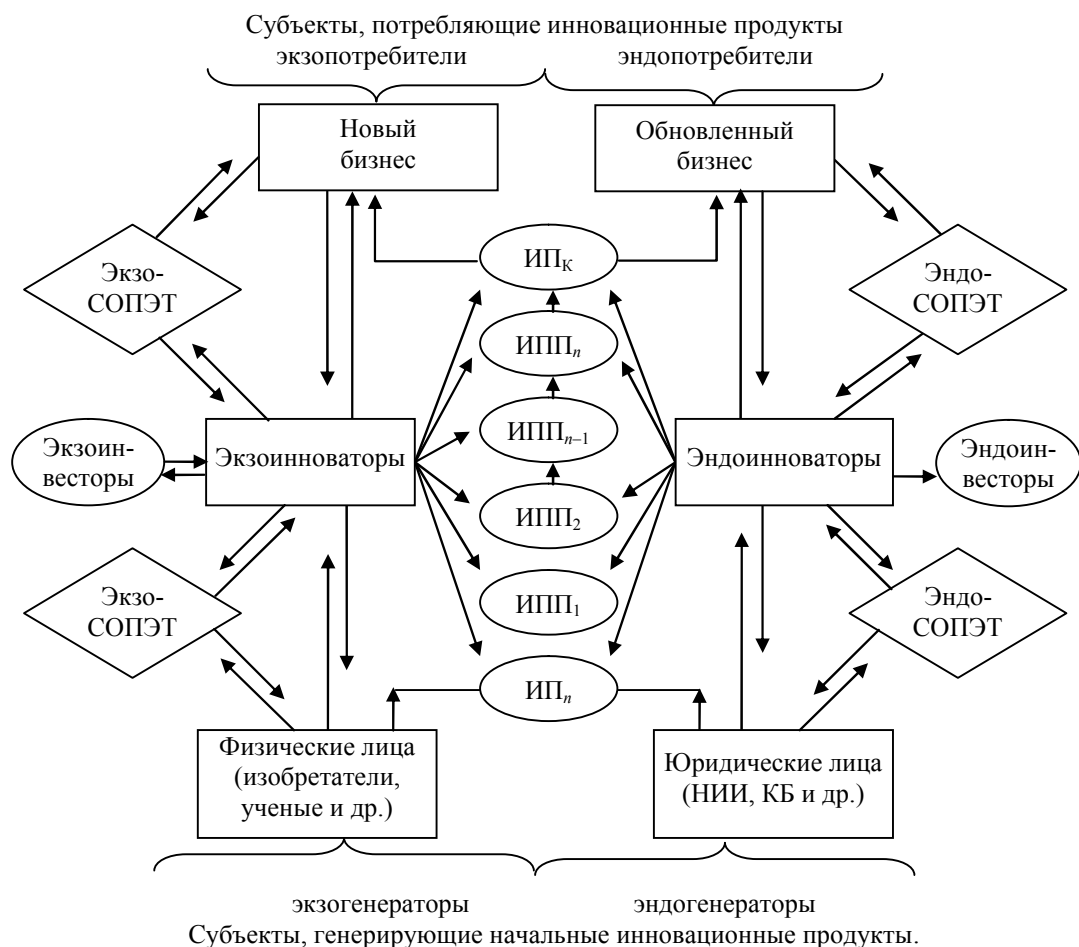 Субъекты, потребляющие инновационные продукты
экзопотребители
эндопотребители
Новый
бизнес
Обновленный
бизнес
Экзо-
СОПЭТ
ИПК
Эндо-
СОПЭТ
ИППn
ИППn–1
Экзоин-
весторы
Экзоинноваторы
Эндоинноваторы
Эндоин-
весторы
ИПП2
Экзо-
СОПЭТ
ИПП1
Эндо-
СОПЭТ
ИПn
Физические лица
(изобретатели,
ученые и др.)
Юридические лица
(НИИ, КБ и др.)
экзогенераторы
эндогенераторы
Субъекты, генерирующие начальные инновационные продукты.